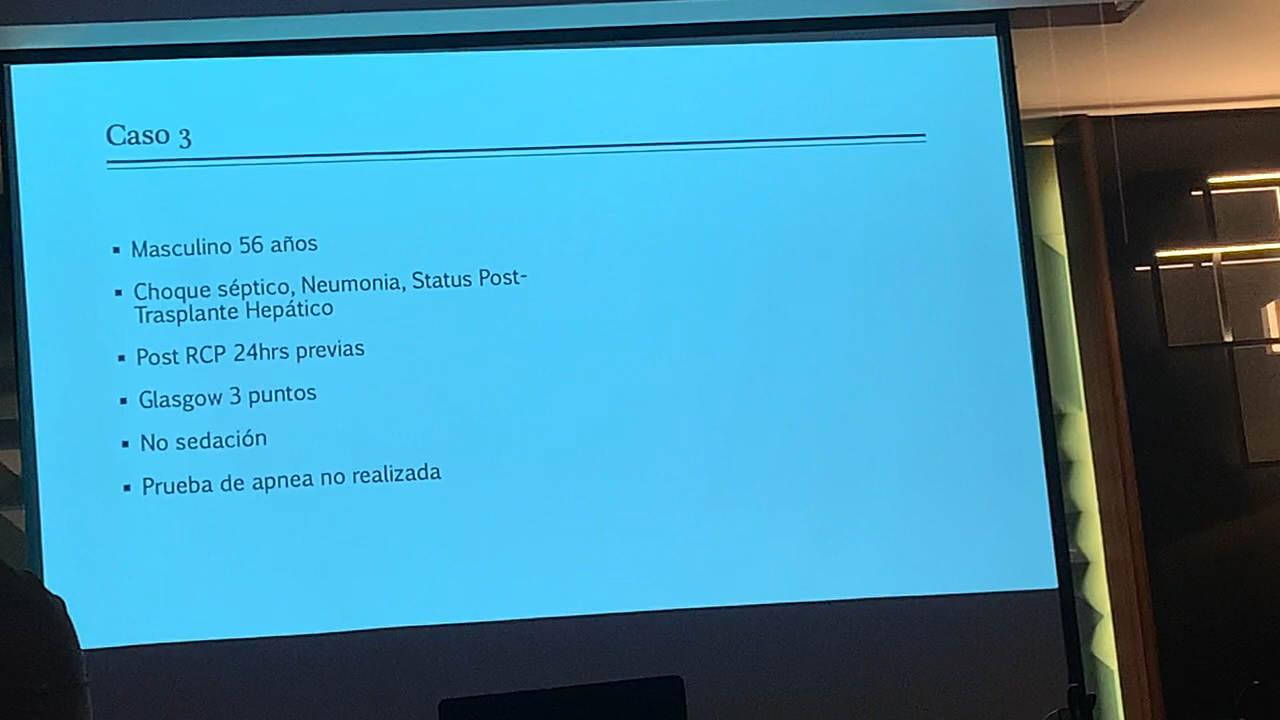 Caso 3
▪ Masculino 56 años
▪ Choque séptico, Neumonia, Status Post-
Trasplante Hepático
▪ Post RCP 24hrs previas
▪ Glasgow 3 puntos
▪ No sedación
▪ Prueba de apnea no realizada